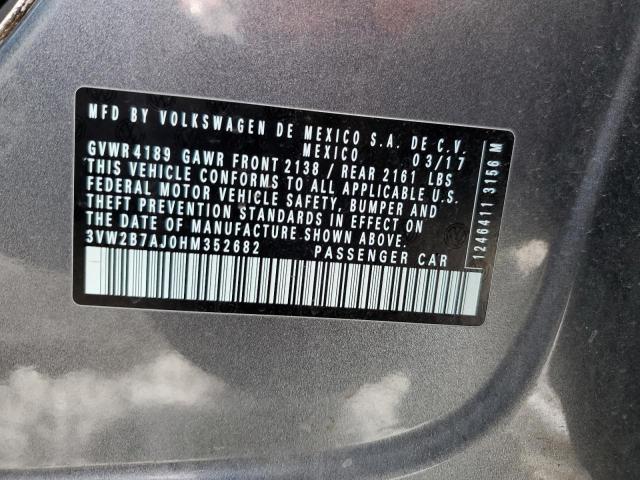 MFD BY VOLKSWAGEN DE MEXICO S.A. DE C.V.
MEXICO 03/17
GVWR 4189 GAWR FRONT 2138 / REAR 2161 LBS
THIS VEHICLE CONFORMS TO ALL APPLICABLE U.S.
FEDERAL MOTOR VEHICLE SAFETY, BUMPER AND
THEFT PREVENTION STANDARDS IN EFFECT ON
THE DATE OF MANUFACTURE SHOWN ABOVE.
3VW2B7AJ0HM352682 PASSENGER CAR
1246411 3156 M